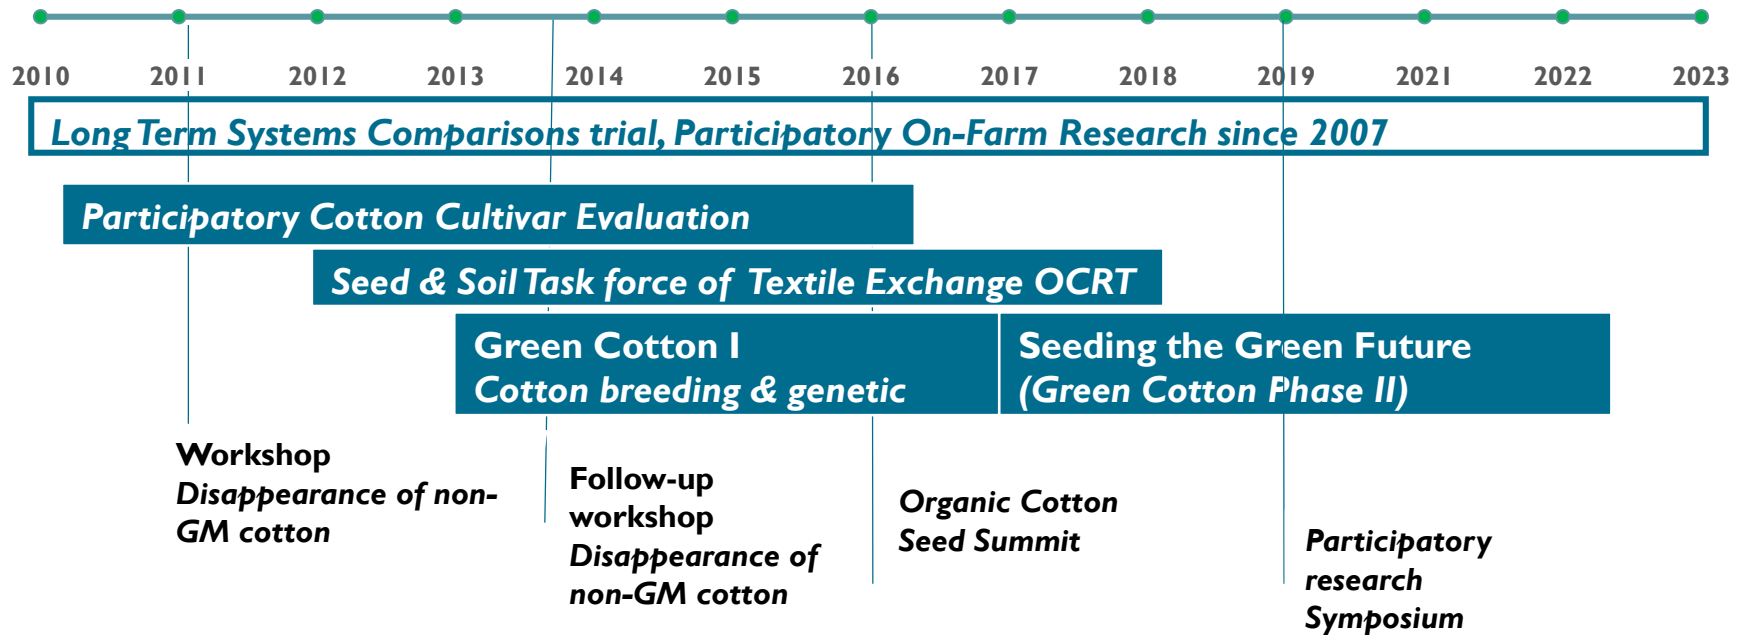 2010 2011 2012 2013 2014 2015 2016 2017 2018 2019 2021 2022 2023
Long Term Systems Comparisons trial, Participatory On-Farm Research since 2007
Participatory Cotton Cultivar Evaluation
Seed & Soil Task force of Textile Exchange OCRT
Green Cotton I
Cotton breeding & genetic
Seeding the Green Future
(Green Cotton Phase II)
Workshop
Disappearance of non-
GM cotton
Follow-up
workshop
Disappearance of
non-GM cotton
Organic Cotton
Seed Summit
Participatory
research
Symposium